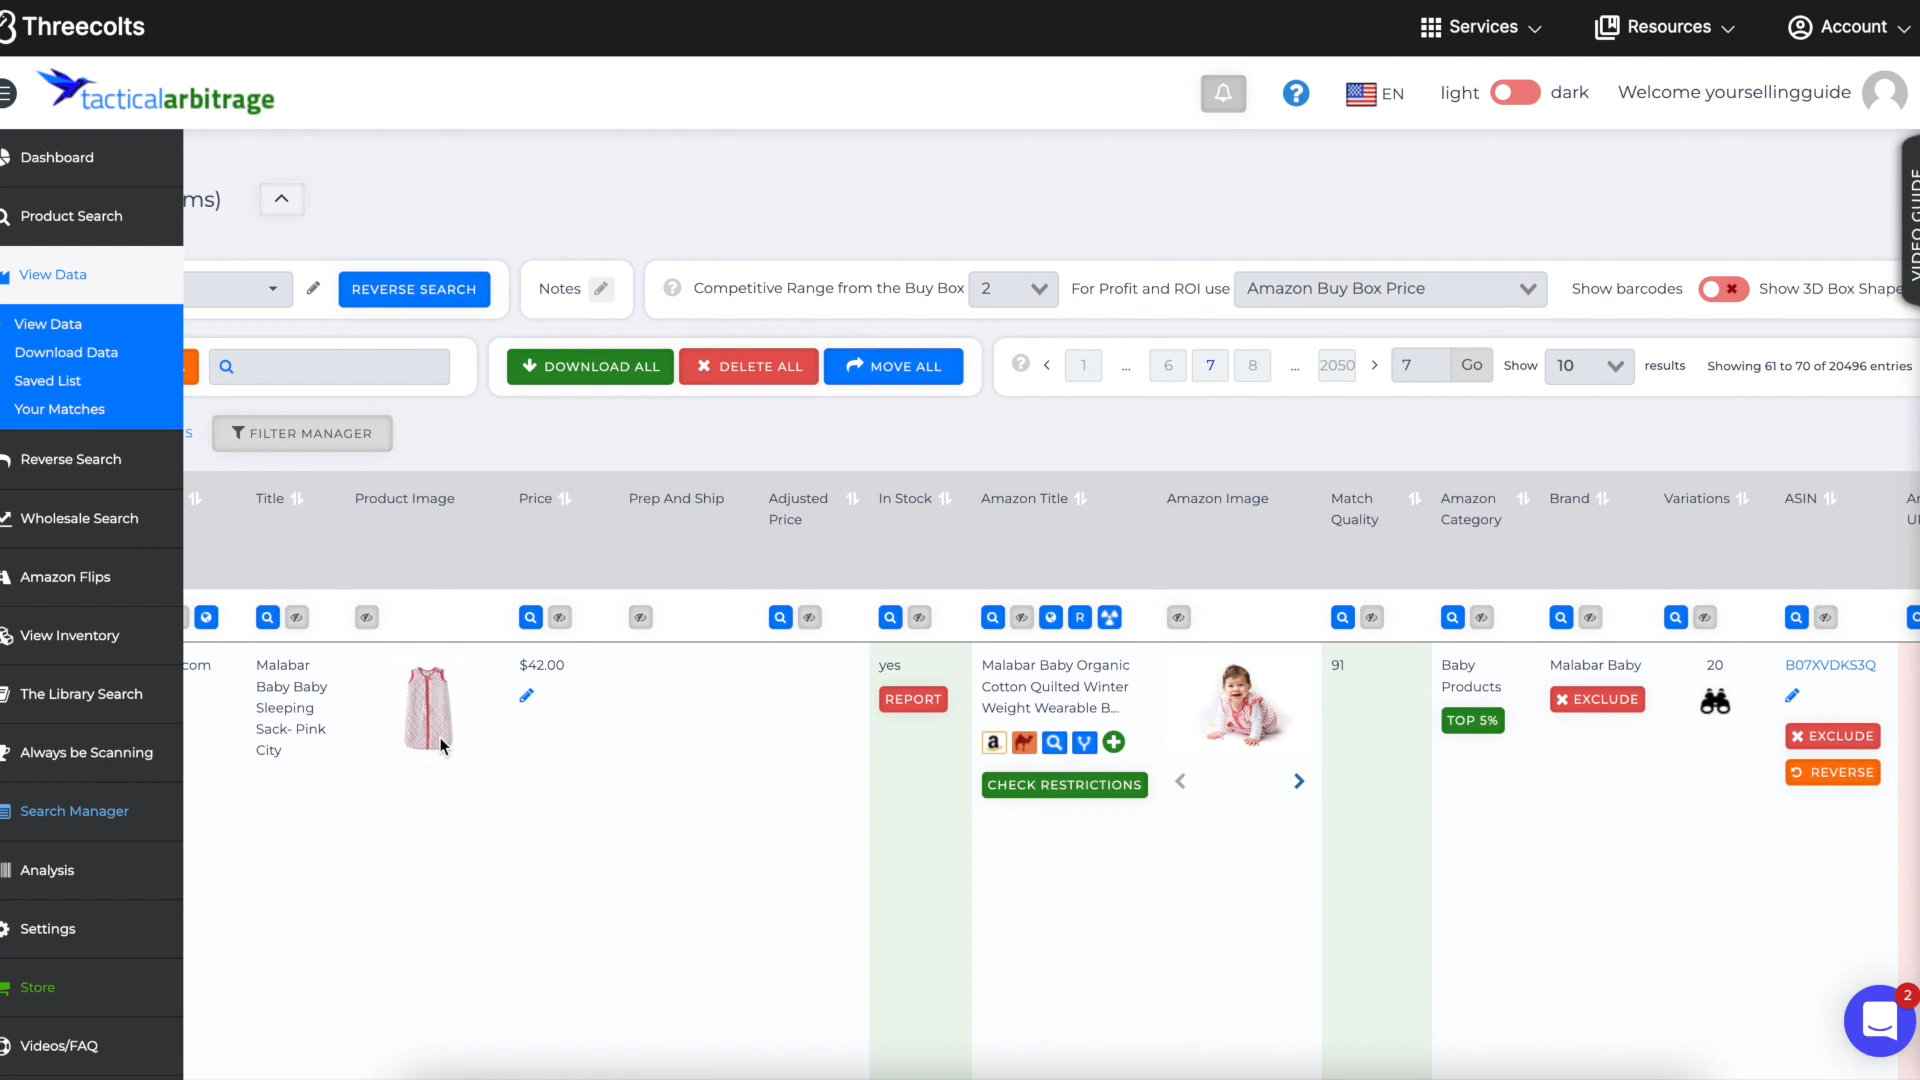 Threecolts
Services
Resources
Account
tacticalarbitrage
EN
light
dark
Welcome yoursellingguide
VIDEO GUIDE
Dashboard
ms)
Product Search
View Data
REVERSE SEARCH
Notes
Competitive Range from the Buy Box
2
For Profit and ROI use
Amazon Buy Box Price
Show barcodes
Show 3D Box Shape
View Data
Download Data
Saved List
Your Matches
DOWNLOAD ALL
DELETE ALL
MOVE ALL
1 ... 6 7 8 ... 2050
7 Go
Show 10 results
Showing 61 to 70 of 20496 entries
S
FILTER MANAGER
Reverse Search
Wholesale Search
Amazon Flips
View Inventory
The Library Search
Always be Scanning
Search Manager
Analysis
Settings
Store
Videos/FAQ
Title
Product Image
Price
Prep And Ship
Adjusted
Price
In Stock
Amazon Title
Amazon Image
Match
Quality
Amazon
Category
Brand
Variations
ASIN
R
com
Malabar
Baby Baby
Sleeping
Sack- Pink
City
$42.00
yes
REPORT
Malabar Baby Organic
Cotton Quilted Winter
Weight Wearable B...
a
CHECK RESTRICTIONS
91
Baby
Products
TOP 5%
Malabar Baby
EXCLUDE
20
B07XVDKS3Q
EXCLUDE
REVERSE
2